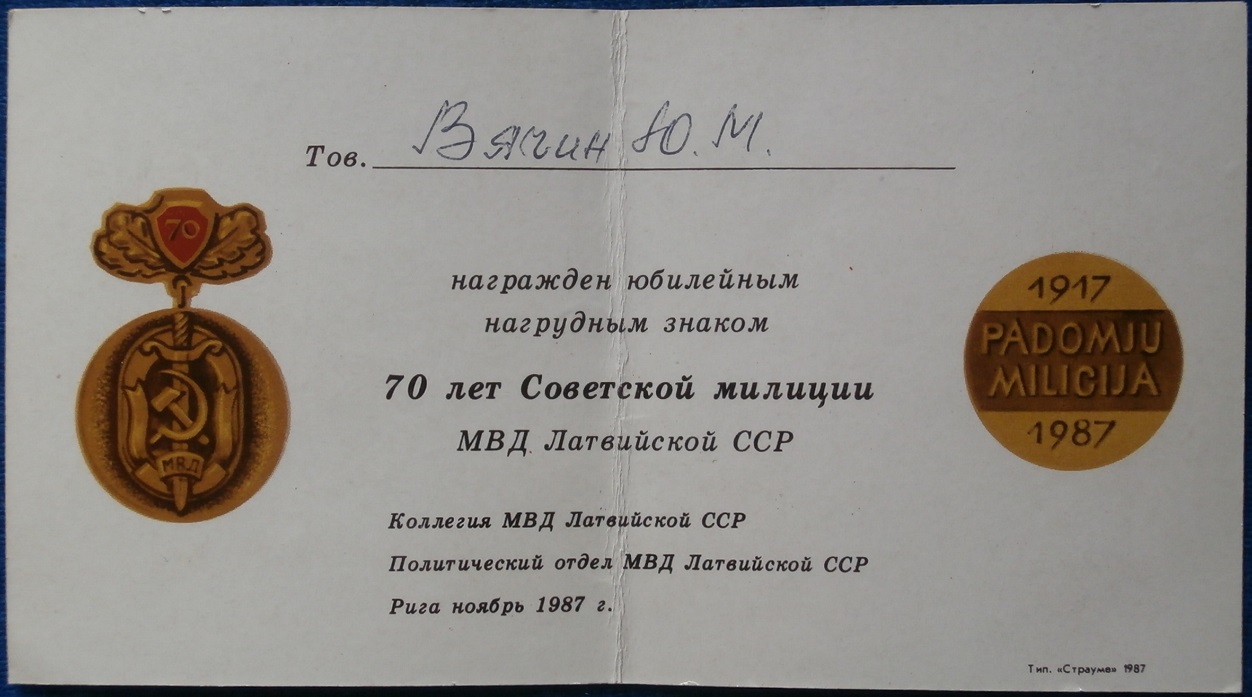 Тов. Вячин Ю. М.
70
награжден юбилейным
нагрудным знаком
70 лет Советской милиции
МВД Латвийской ССР
МВД
1917
PADOMJU
MILICIJA
1987
Коллегия МВД Латвийской ССР
Политический отдел МВД Латвийской ССР
Рига ноябрь 1987 г.
Тип. «Страуме» 1987